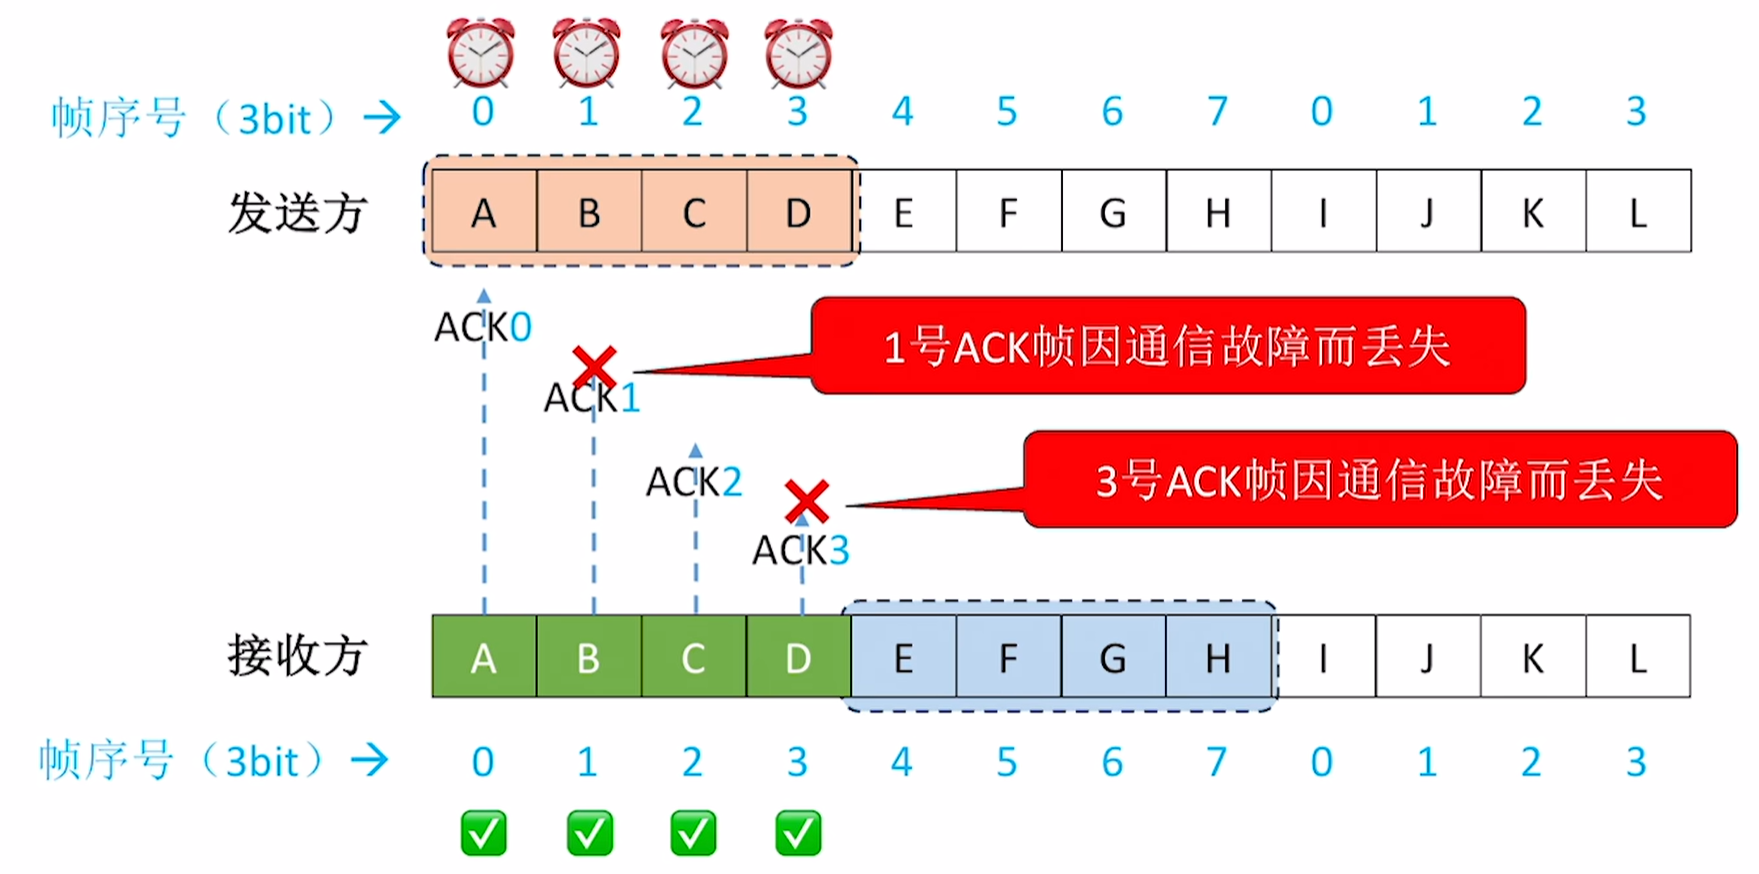 帧序号（3bit）→ 0 1 2 3 4 5 6 7 0 1 2 3
发送方 A B C D E F G H I J K L
ACK0
1号ACK帧因通信故障而丢失
ACK1
ACK2
3号ACK帧因通信故障而丢失
ACK3
接收方 A B C D E F G H I J K L
帧序号（3bit）→ 0 1 2 3 4 5 6 7 0 1 2 3